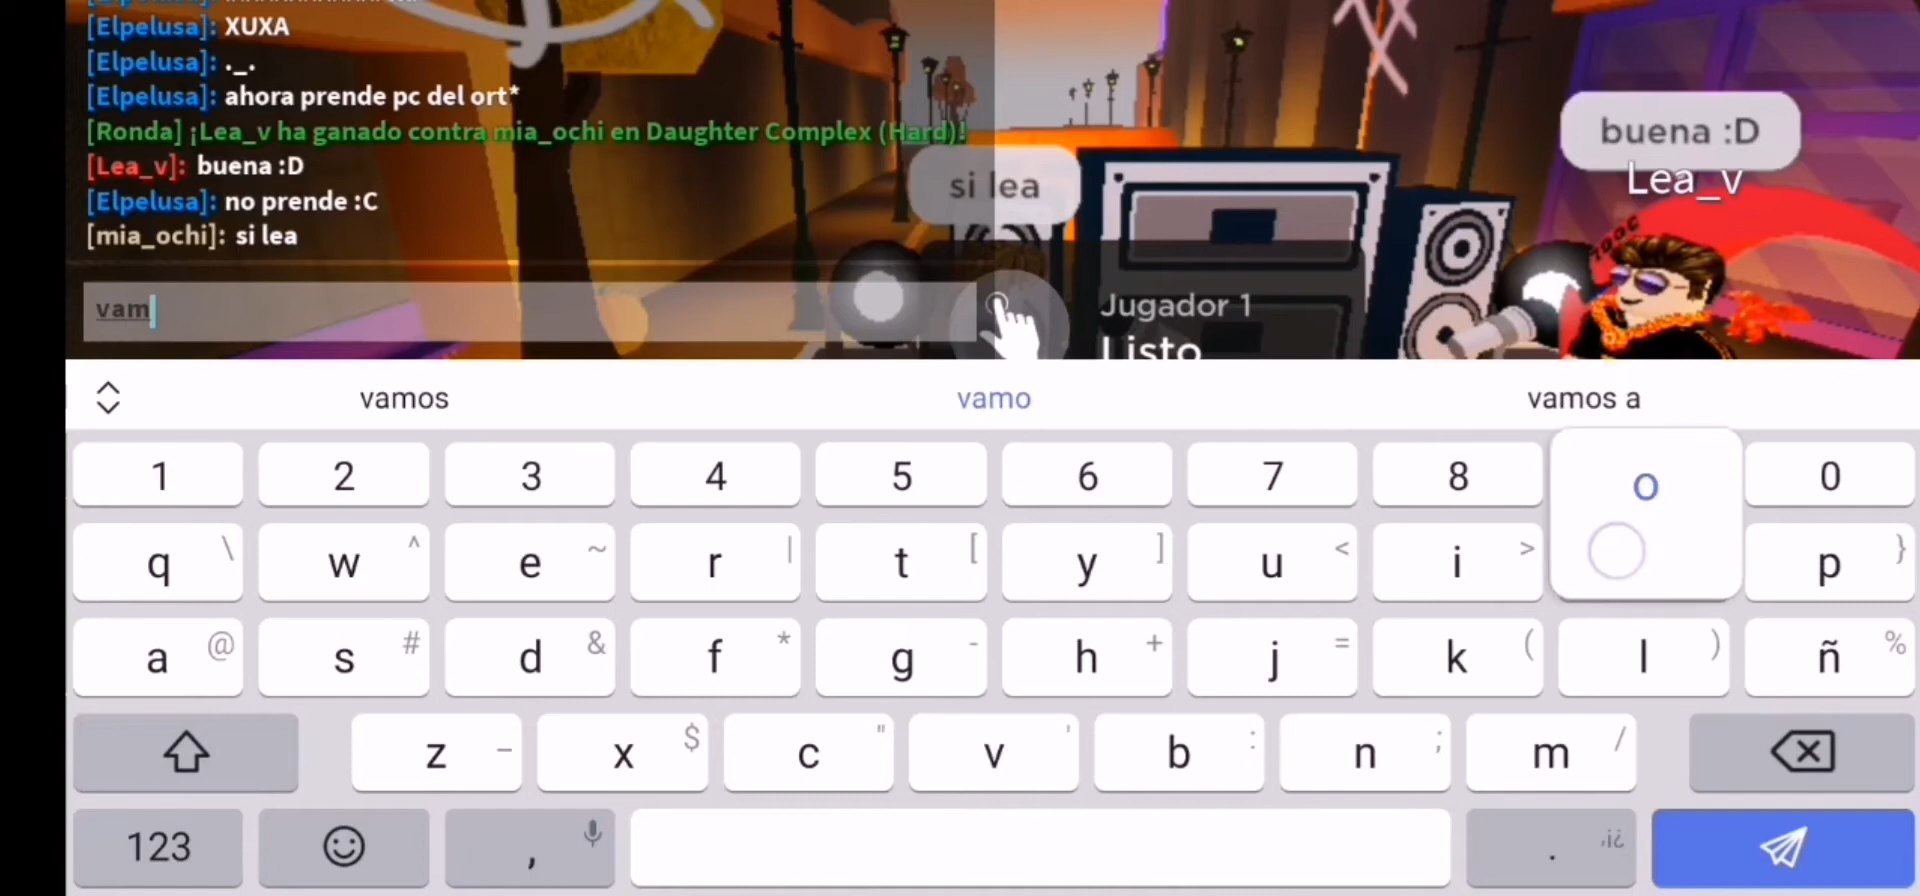 [Elpelusa]: XUXA
[Elpelusa]: ._.
[Elpelusa]: ahora prende pc del ort*
[Ronda] ¡Lea_v ha ganado contra mia_ochi en Daughter Complex (Hard)!
[Lea_v]: buena :D
[Elpelusa]: no prende :C
[mia_ochi]: si lea
si lea
buena :D
Lea_v
vam
Jugador 1
Listo
vamos vamo vamos a
1 2 3 4 5 6 7 8 o 0
q \ w ^ e ~ r | t [ y ] u < i > p }
a @ s # d & f * g - h + j = k ( l ) ñ %
z _ x $ c " v ' b : n ; m /
123 , . ,¡¿